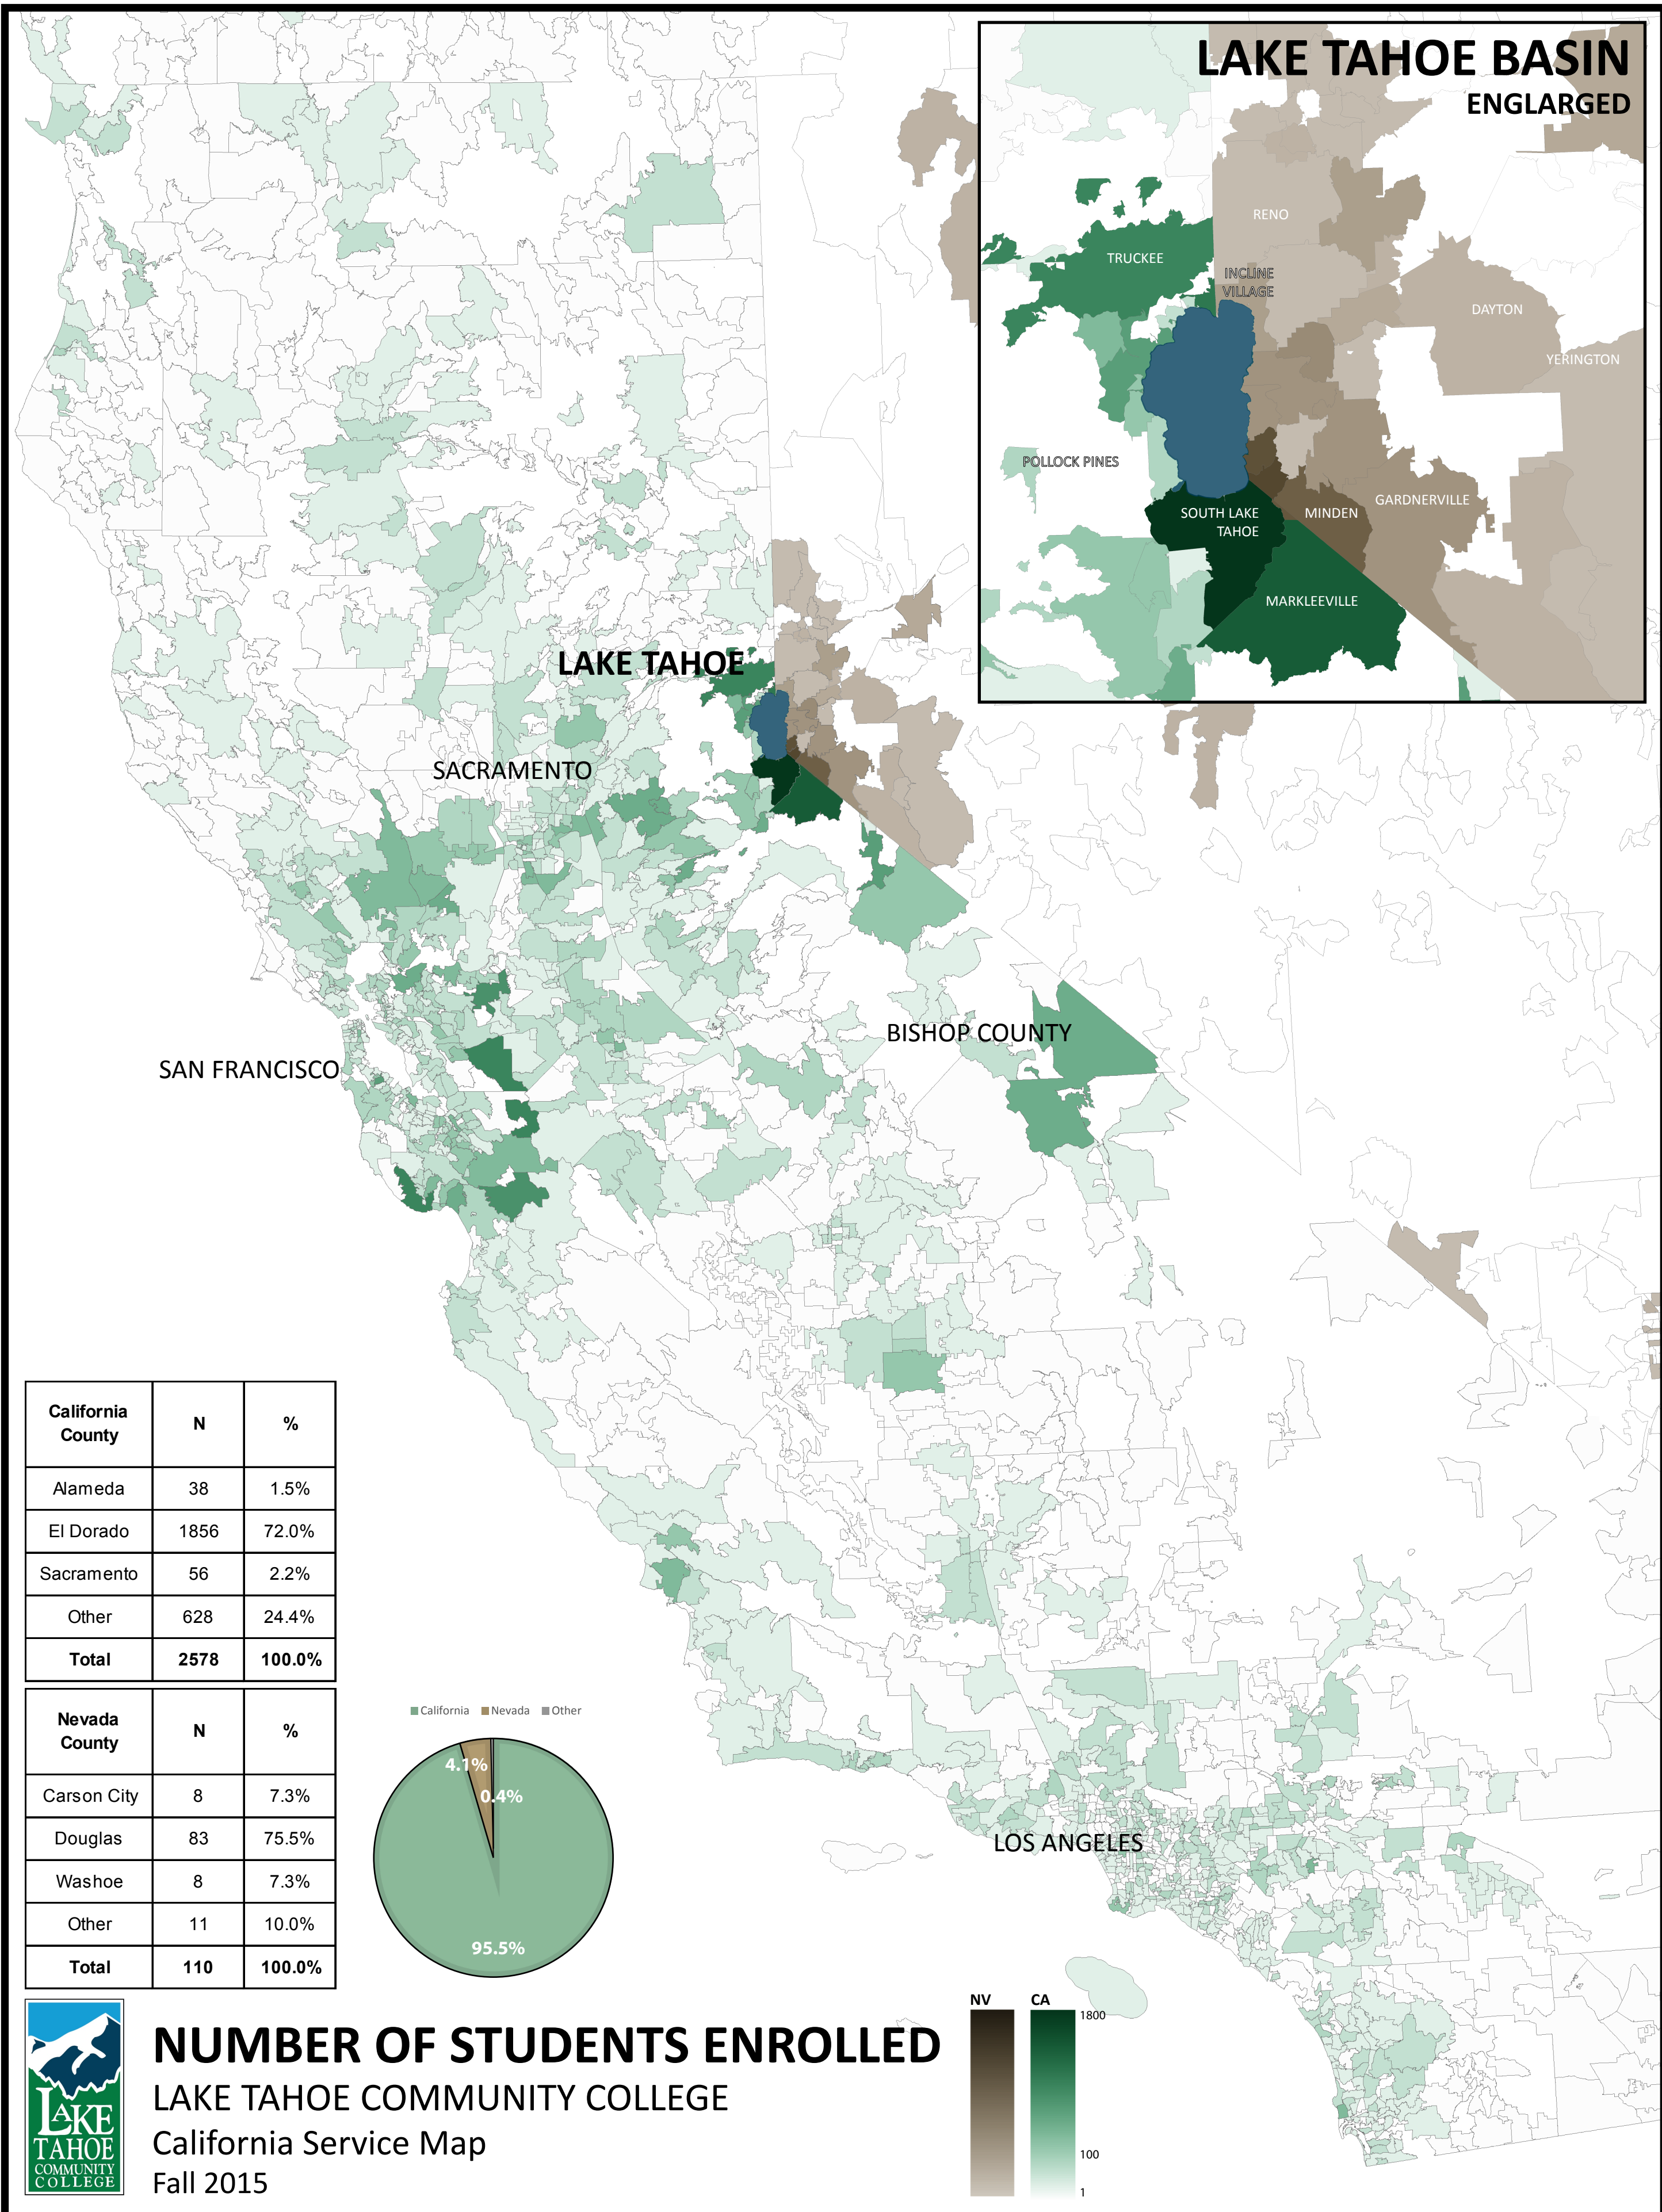 LAKE TAHOE BASIN
ENGLARGED
RENO
TRUCKEE
INCLINE
VILLAGE
DAYTON
YERINGTON
POLLOCK PINES
GARDNERVILLE
SOUTH LAKE
TAHOE
MINDEN
MARKLEEVILLE
LAKE TAHOE
SACRAMENTO
BISHOP COUNTY
SAN FRANCISCO
LOS ANGELES
California County N %
Alameda 38 1.5%
El Dorado 1856 72.0%
Sacramento 56 2.2%
Other 628 24.4%
Total 2578 100.0%
Nevada County N %
Carson City 8 7.3%
Douglas 83 75.5%
Washoe 8 7.3%
Other 11 10.0%
Total 110 100.0%
California Nevada Other
4.1%
0.4%
95.5%
NV CA
1800
100
1
LAKE
TAHOE
COMMUNITY
COLLEGE
NUMBER OF STUDENTS ENROLLED
LAKE TAHOE COMMUNITY COLLEGE
California Service Map
Fall 2015